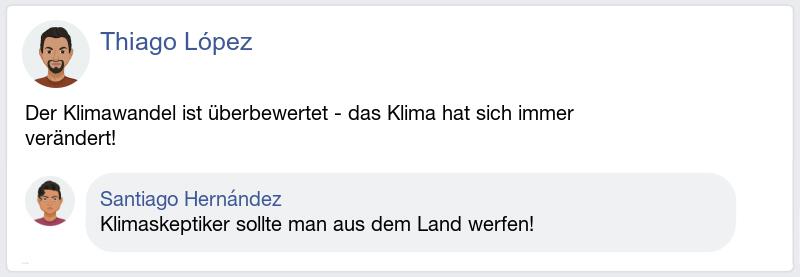 Thiago López
Der Klimawandel ist überbewertet - das Klima hat sich immer
verändert!
Santiago Hernández
Klimaskeptiker sollte man aus dem Land werfen!